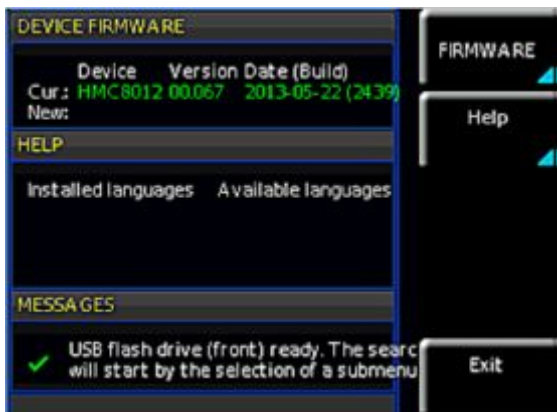 DEVICE FIRMWARE
Device Version Date (Build)
Cur.: HMC8012 00.067 2013-05-22 (2439)
New:
HELP
Installed languages Available languages
MESSAGES
USB flash drive (front) ready. The searc
will start by the selection of a submenu
FIRMWARE
Help
Exit